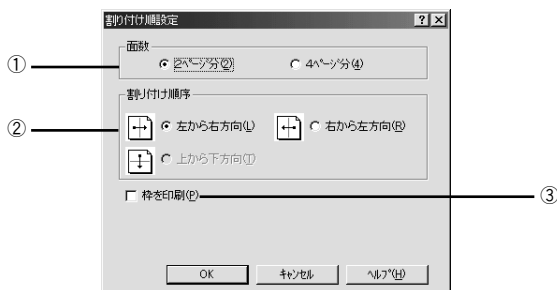 割り付け順設定
面数
① 2ページ分(2) 4ページ分(4)
割り付け順序
② 左から右方向(L) 右から左方向(R)
上から下方向(T)
枠を印刷(P) ③
OK キャンセル ヘルプ(H)